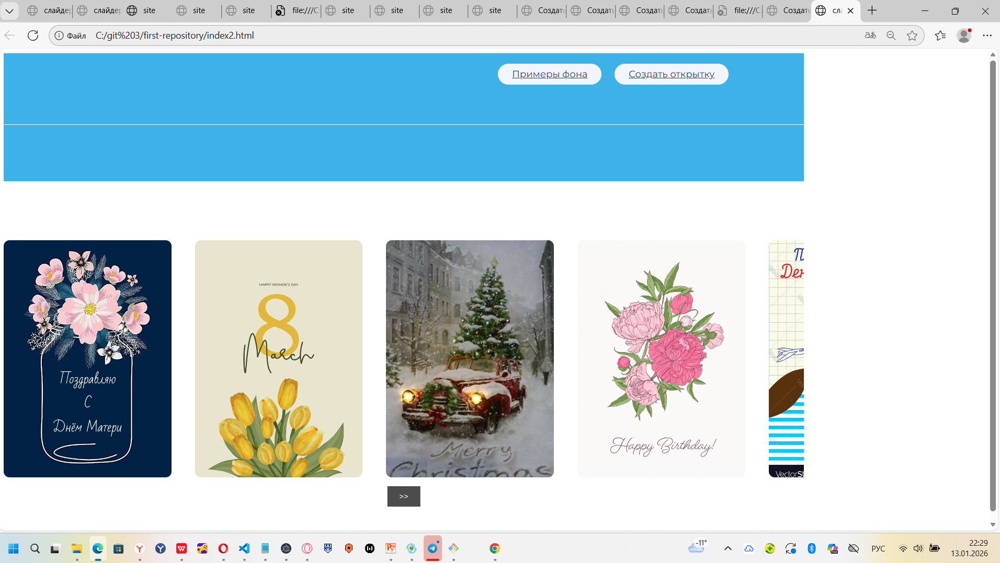 слайдер
слайдер
site
site
site
file:///C:
site
site
site
site
Создать
Создать
Создать
Создать
file:///C:
Создать
сла
Файл
C:/git%203/first-repository/index2.html
Примеры фона
Создать открытку
Поздравляю
С
Днём Матери
HAPPY WOMEN'S DAY
8
March
Merry
Christmas
Happy Birthday!
П
Ден
VectorSt
>>
-11°
РУС
22:29
13.01.2026